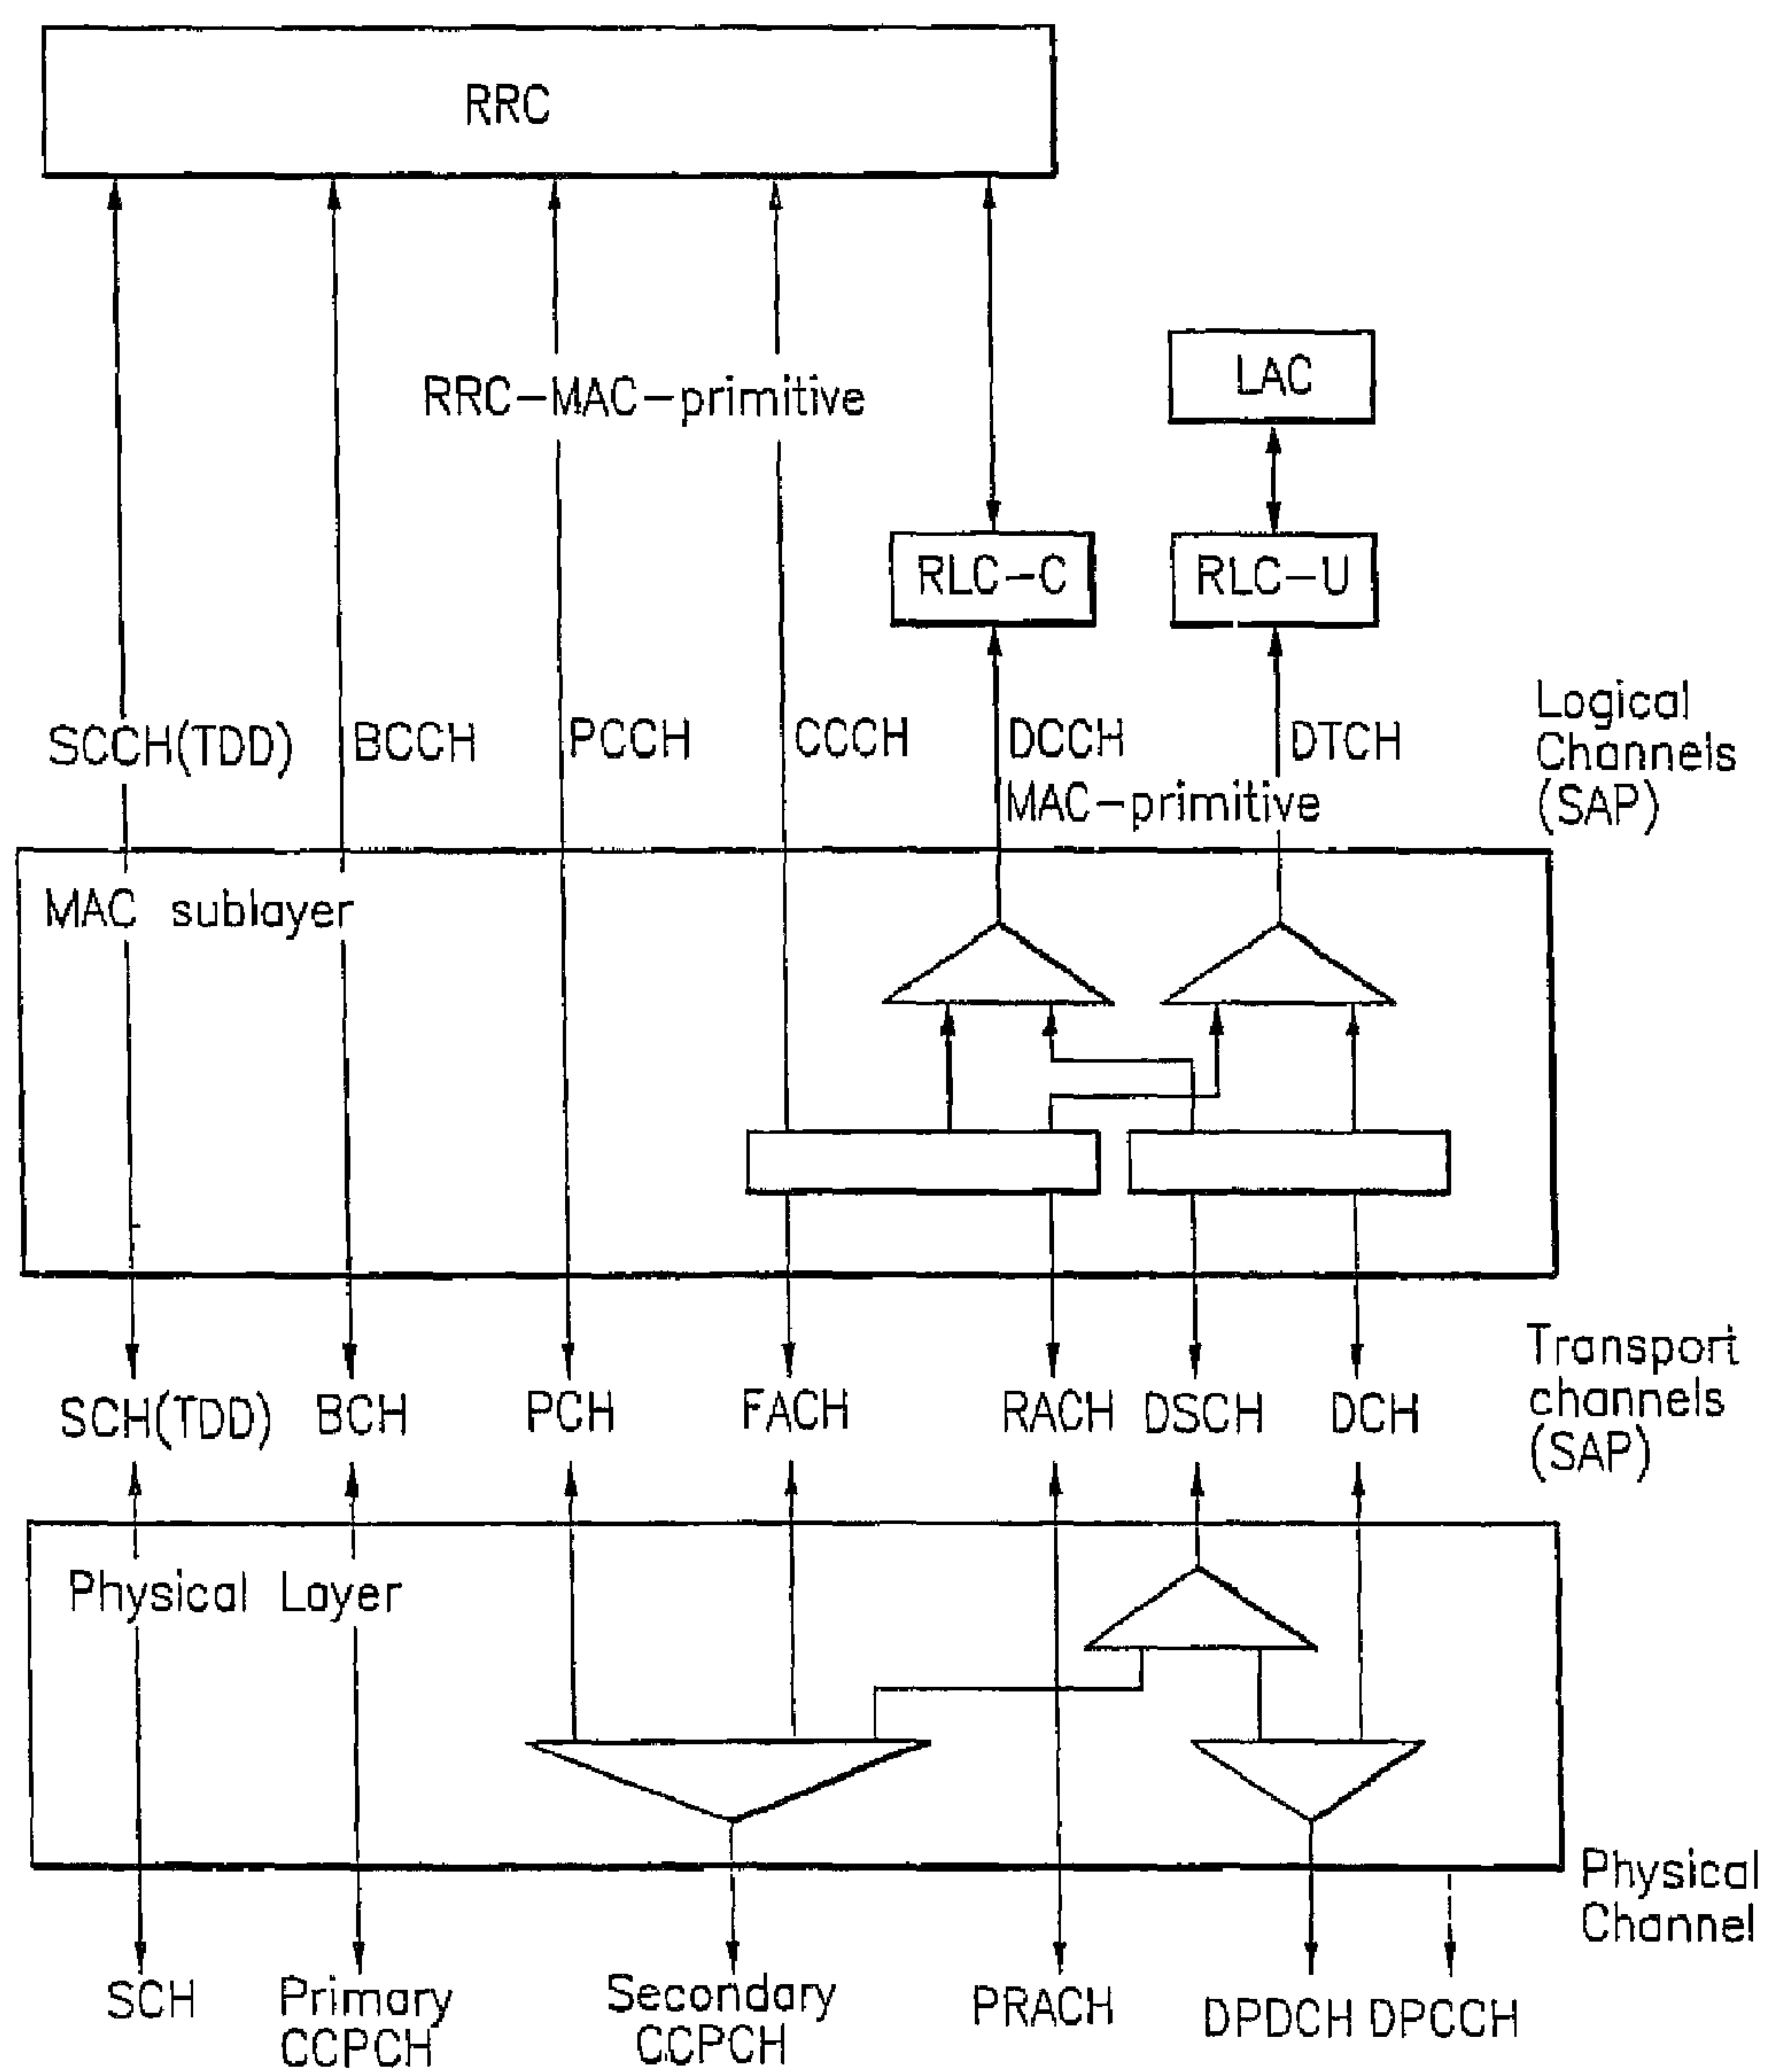 RRC
RRC-MAC-primitive
LAC
RLC-C
RLC-U
SCCH(TDD)
BCCH
PCCH
CCCH
DCCH
DTCH
MAC-primitive
Logical
Channels
(SAP)
MAC sublayer
SCH(TDD)
BCH
PCH
FACH
RACH
DSCH
DCH
Transport
channels
(SAP)
Physical Layer
Physical
Channel
SCH
Primary
CCPCH
Secondary
CCPCH
PRACH
DPDCH
DPCCH